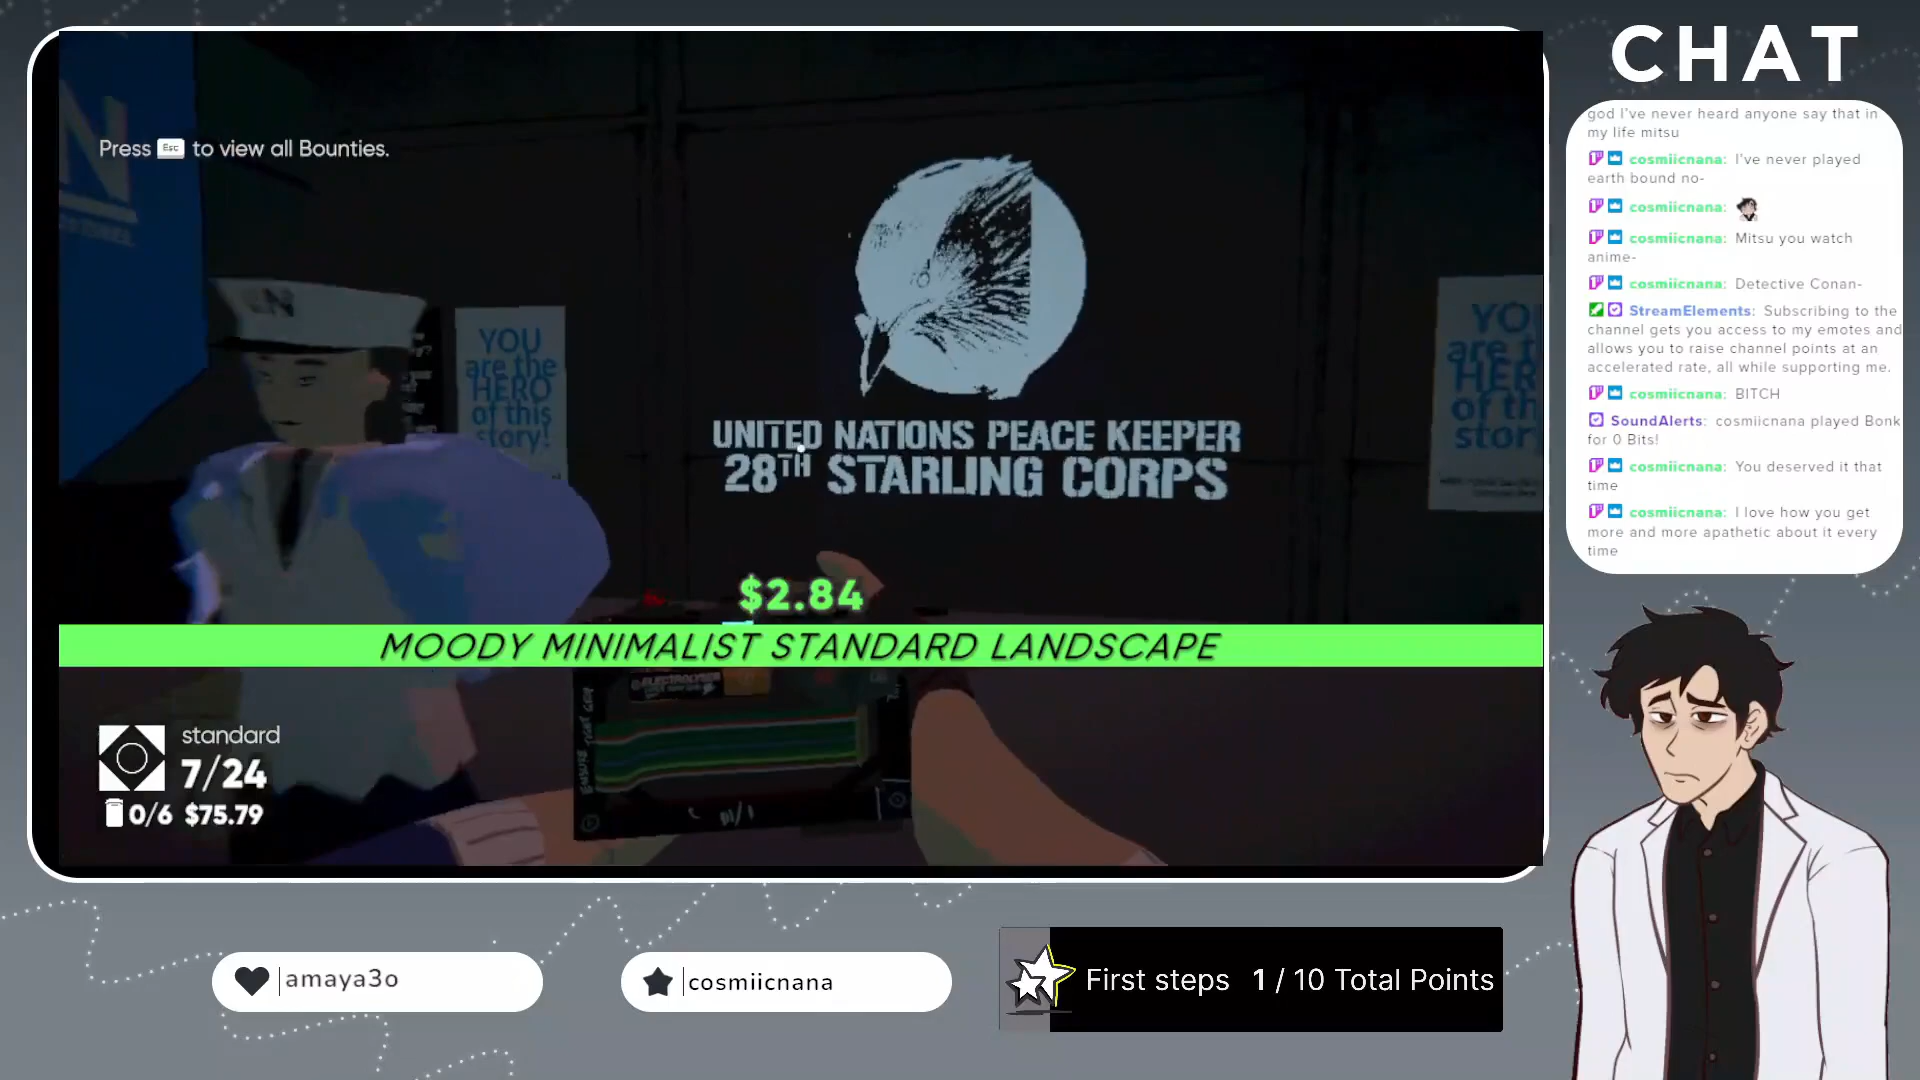 CHAT
god I've never heard anyone say that in
my life mitsu
cosmiicnana: I've never played
earth bound no-
cosmiicnana:
cosmiicnana: Mitsu you watch
anime-
cosmiicnana: Detective Conan-
StreamElements: Subscribing to the
channel gets you access to my emotes and
allows you to raise channel points at an
accelerated rate, all while supporting me.
cosmiicnana: BITCH
SoundAlerts: cosmiicnana played Bonk
for 0 Bits!
cosmiicnana: You deserved it that
time
cosmiicnana: I love how you get
more and more apathetic about it every
time
Press Esc to view all Bounties.
YOU
are the
HERO
of this
story!
UNITED NATIONS PEACE KEEPER
28TH STARLING CORPS
$2.84
MOODY MINIMALIST STANDARD LANDSCAPE
standard
7/24
0/6 $75.79
amaya3o
cosmiicnana
First steps 1 / 10 Total Points